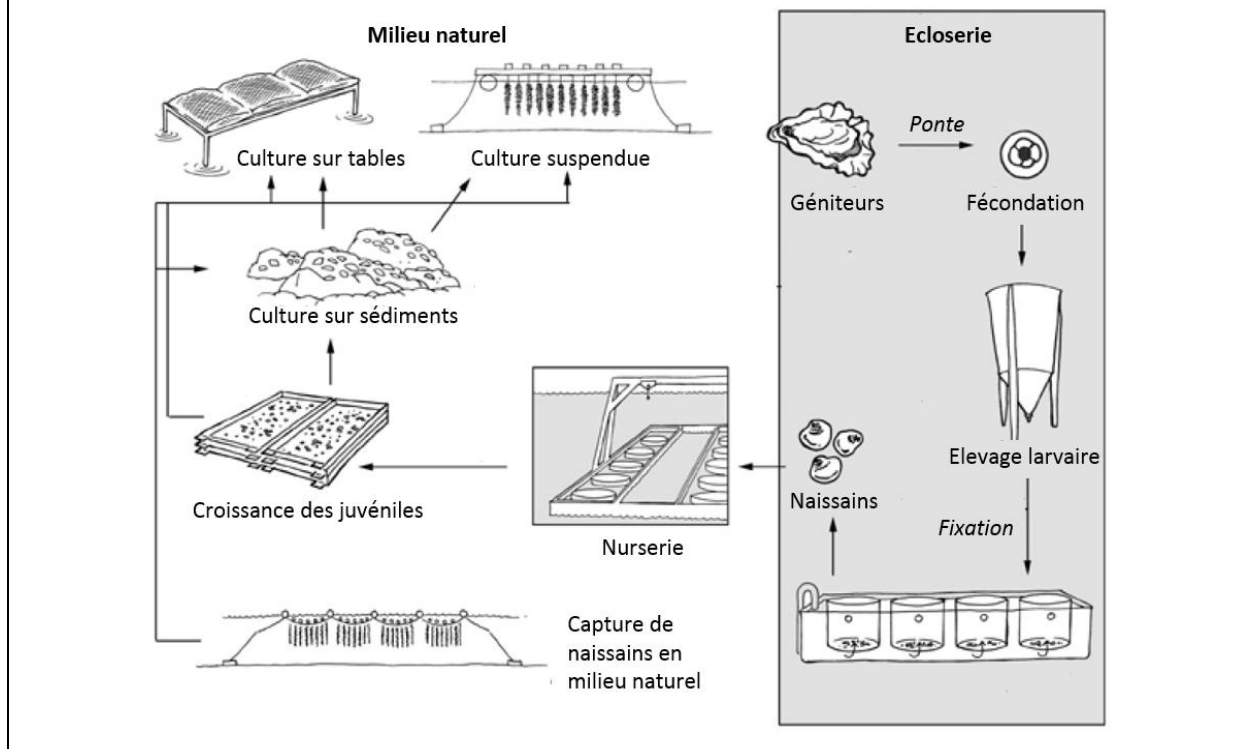 Milieu naturel
Culture sur tables
Culture suspendue
Culture sur sédiments
Croissance des juvéniles
Nurserie
Capture de
naissains en
milieu naturel
Ecloserie
Ponte
Géniteurs
Fécondation
Elevage larvaire
Fixation
Naissains